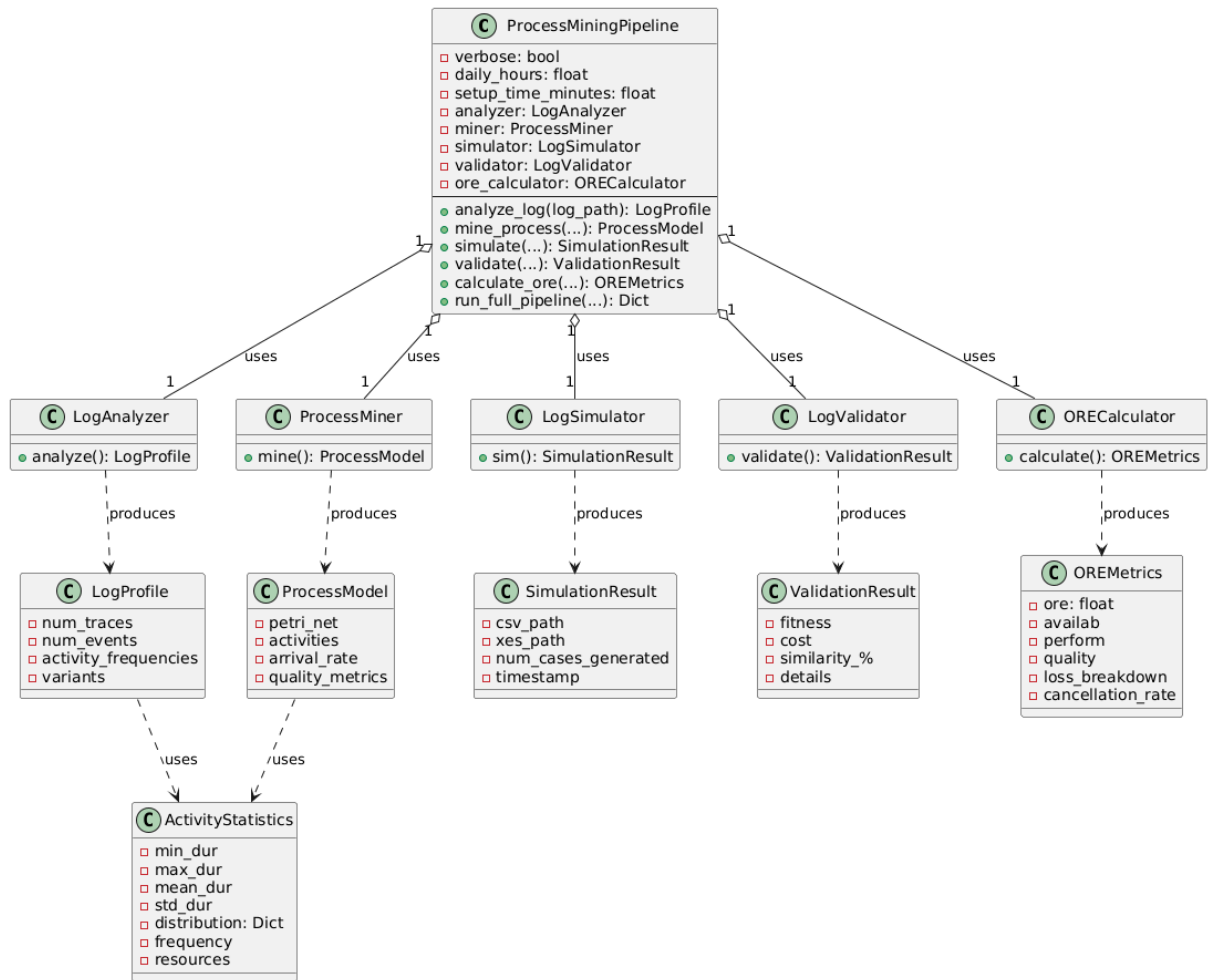 C ProcessMiningPipeline
verbose: bool
daily_hours: float
setup_time_minutes: float
analyzer: LogAnalyzer
miner: ProcessMiner
simulator: LogSimulator
validator: LogValidator
ore_calculator: ORECalculator
analyze_log(log_path): LogProfile
mine_process(...): ProcessModel
simulate(...): SimulationResult
validate(...): ValidationResult
calculate_ore(...): OREMetrics
run_full_pipeline(...): Dict
1 1 1 1 1
uses uses uses uses uses
1 1 1 1 1
C LogAnalyzer
analyze(): LogProfile
C ProcessMiner
mine(): ProcessModel
C LogSimulator
sim(): SimulationResult
C LogValidator
validate(): ValidationResult
C ORECalculator
calculate(): OREMetrics
produces produces produces produces produces
C LogProfile
num_traces
num_events
activity_frequencies
variants
C ProcessModel
petri_net
activities
arrival_rate
quality_metrics
C SimulationResult
csv_path
xes_path
num_cases_generated
timestamp
C ValidationResult
fitness
cost
similarity_%
details
C OREMetrics
ore: float
availab
perform
quality
loss_breakdown
cancellation_rate
uses uses
C ActivityStatistics
min_dur
max_dur
mean_dur
std_dur
distribution: Dict
frequency
resources